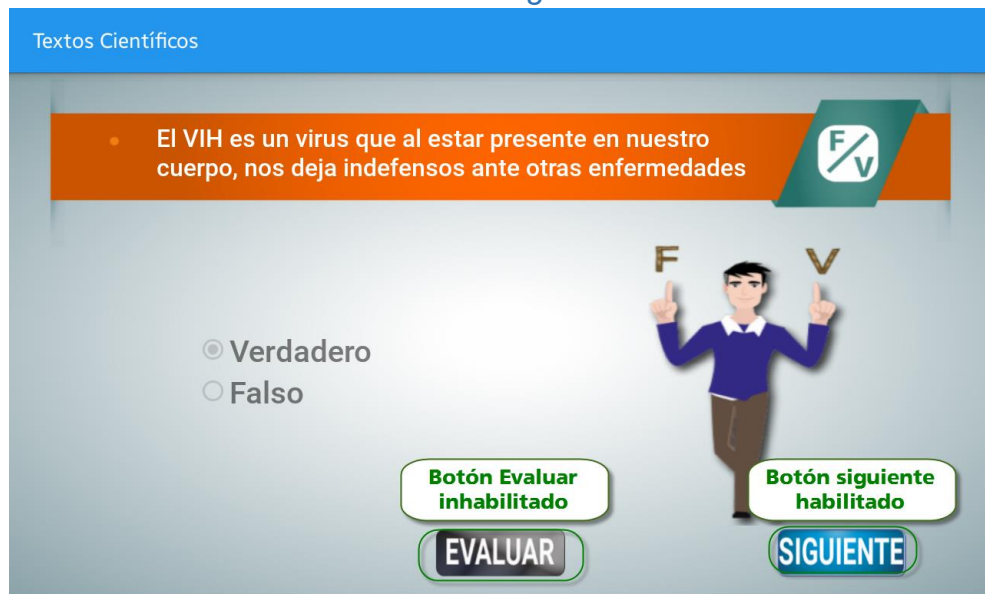 Textos Científicos
El VIH es un virus que al estar presente en nuestro
cuerpo, nos deja indefensos ante otras enfermedades
F/V
F V
Verdadero
Falso
Botón Evaluar
inhabilitado
Botón siguiente
habilitado
EVALUAR
SIGUIENTE